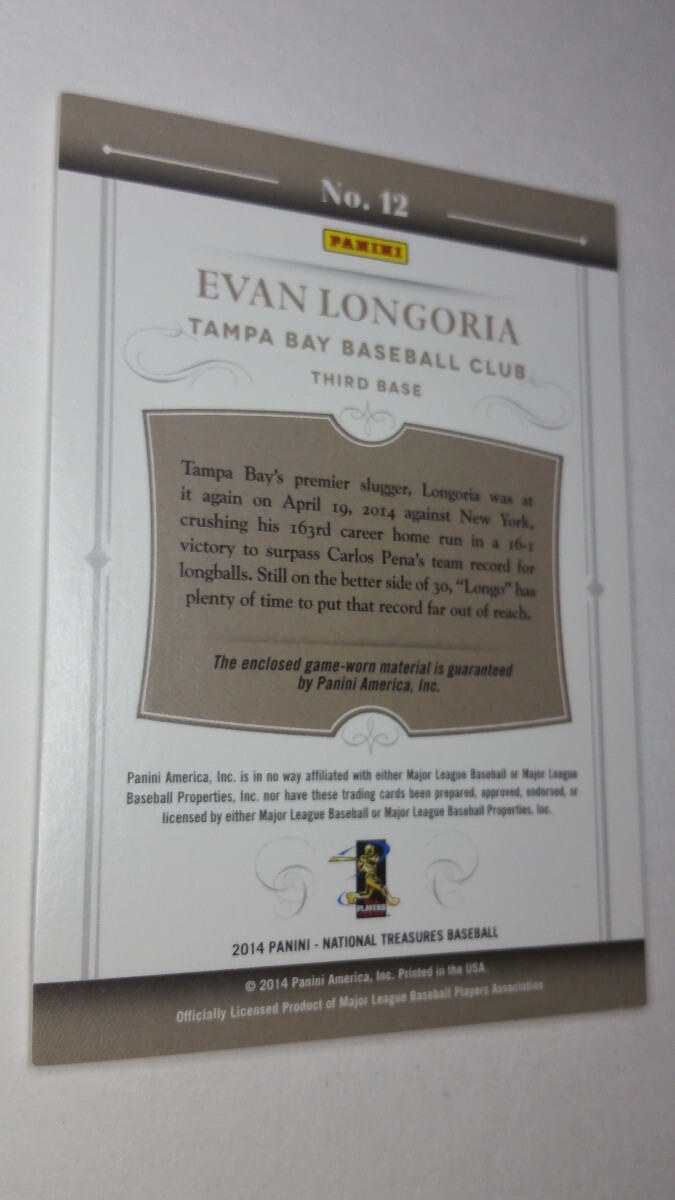 No. 12
PANINI
EVAN LONGORIA
TAMPA BAY BASEBALL CLUB
THIRD BASE
Tampa Bay's premier slugger, Longoria was at
it again on April 19, 2014 against New York,
crushing his 163rd career home run in a 16-1
victory to surpass Carlos Pena's team record for
longballs. Still on the better side of 30, “Longo” has
plenty of time to put that record far out of reach.
The enclosed game-worn material is guaranteed
by Panini America, Inc.
Panini America, Inc. is in no way affiliated with either Major League Baseball or Major League
Baseball Properties, Inc. nor have these trading cards been prepared, approved, endorsed, or
licensed by either Major League Baseball or Major League Baseball Properties, Inc.
PLAYERS
2014 PANINI - NATIONAL TREASURES BASEBALL
© 2014 Panini America, Inc. Printed in the USA.
Officially Licensed Product of Major League Baseball Players Association